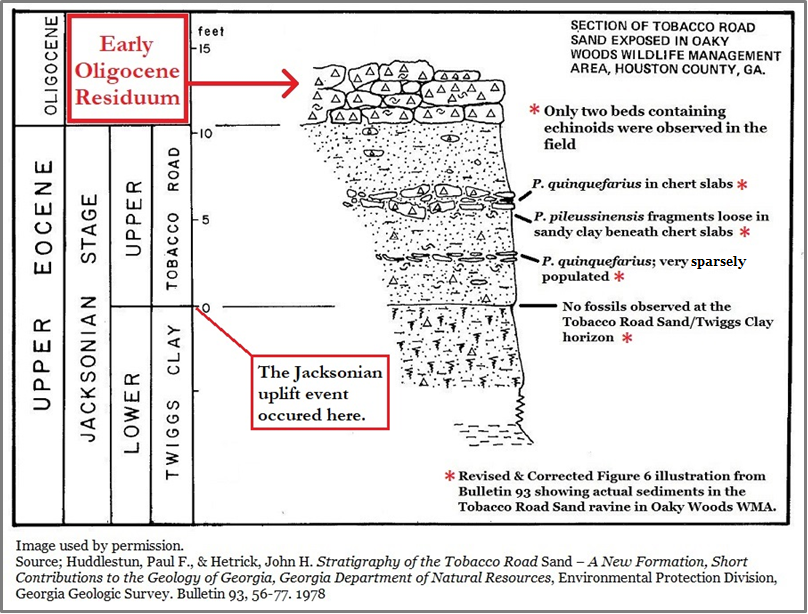 OLIGOCENE
Early
Oligocene
Residuum
feet
15
10
5
0
SECTION OF TOBACCO ROAD
SAND EXPOSED IN OAKY
WOODS WILDLIFE MANAGEMENT
AREA, HOUSTON COUNTY, GA.
* Only two beds containing
echinoids were observed in the
field
P. quinquefarius in chert slabs *
P. pileussinensis fragments loose in
sandy clay beneath chert slabs *
P. quinquefarius; very sparsely
populated *
No fossils observed at the
Tobacco Road Sand/Twiggs Clay
horizon *
UPPER EOCENE
JACKSONIAN STAGE
UPPER
TOBACCO ROAD
LOWER
TWIGGS CLAY
The Jacksonian
uplift event
occured here.
* Revised & Corrected Figure 6 illustration from
Bulletin 93 showing actual sediments in the
Tobacco Road Sand ravine in Oaky Woods WMA.
Image used by permission.
Source; Huddlestun, Paul F., & Hetrick, John H. Stratigraphy of the Tobacco Road Sand – A New Formation, Short
Contributions to the Geology of Georgia, Georgia Department of Natural Resources, Environmental Protection Division,
Georgia Geologic Survey. Bulletin 93, 56-77. 1978